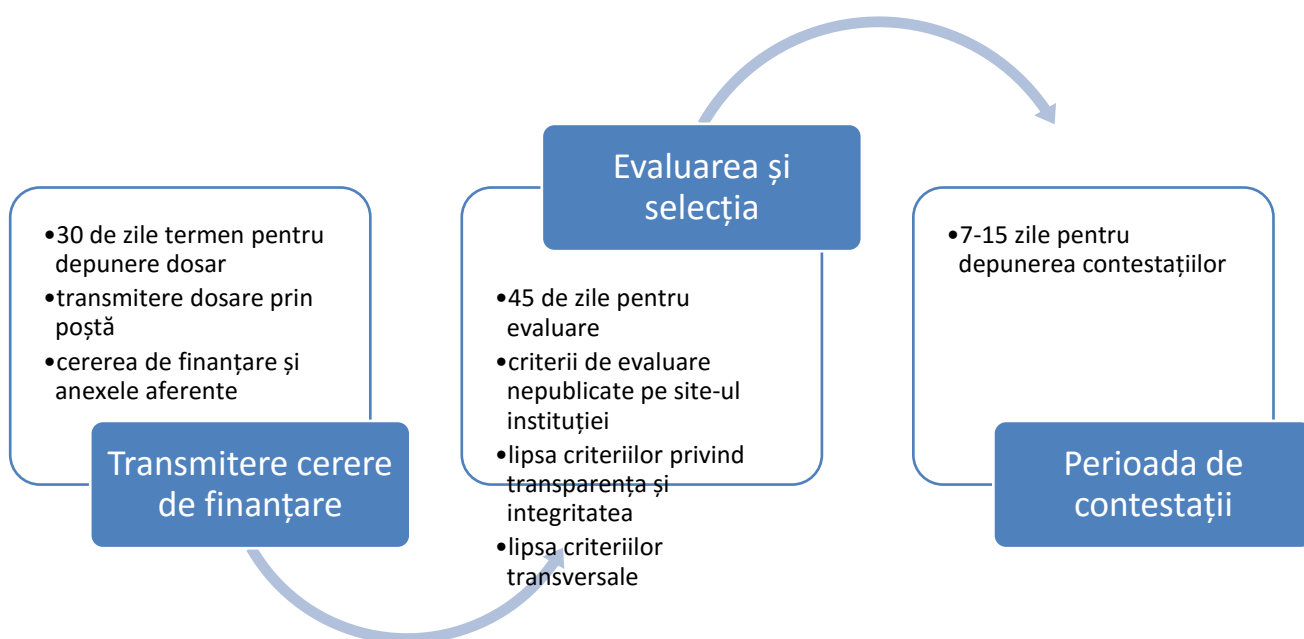 •30 de zile termen pentru
depunere dosar
•transmitere dosare prin
poștă
•cererea de finanțare și
anexele aferente
Transmitere cerere
de finanțare
Evaluarea și
selecția
•45 de zile pentru
evaluare
•criterii de evaluare
nepublicate pe site-ul
instituției
•lipsa criteriilor privind
transparența și
integritatea
•lipsa criteriilor
transversale
•7-15 zile pentru
depunerea contestațiilor
Perioada de
contestații